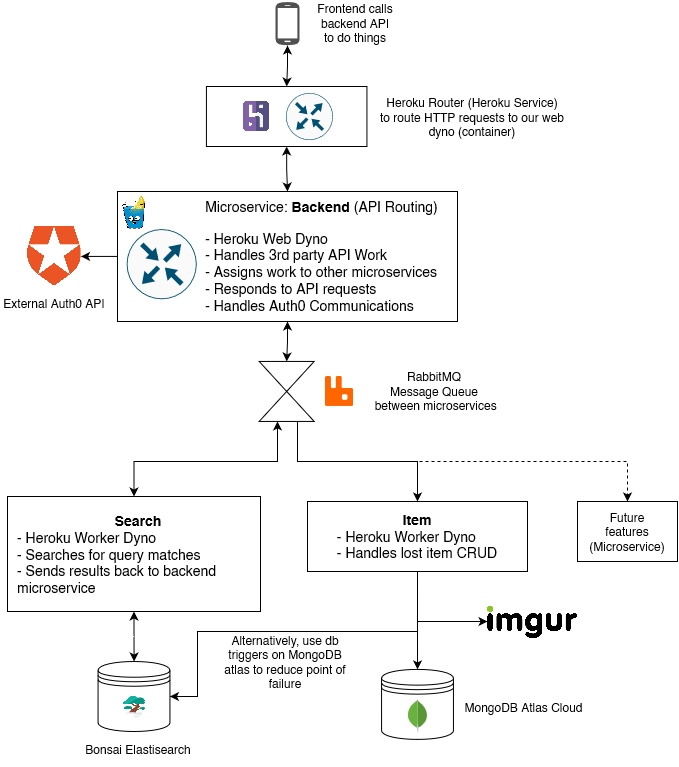 Frontend calls
backend API
to do things
Heroku Router (Heroku Service)
to route HTTP requests to our web
dyno (container)
Microservice: Backend (API Routing)
- Heroku Web Dyno
- Handles 3rd party API Work
- Assigns work to other microservices
- Responds to API requests
- Handles Auth0 Communications
External Auth0 API
RabbitMQ
Message Queue
between microservices
Search
- Heroku Worker Dyno
- Searches for query matches
- Sends results back to backend
microservice
Item
- Heroku Worker Dyno
- Handles lost item CRUD
Future
features
(Microservice)
imgur
Alternatively, use db
triggers on MongoDB
atlas to reduce point of
failure
MongoDB Atlas Cloud
Bonsai Elastisearch